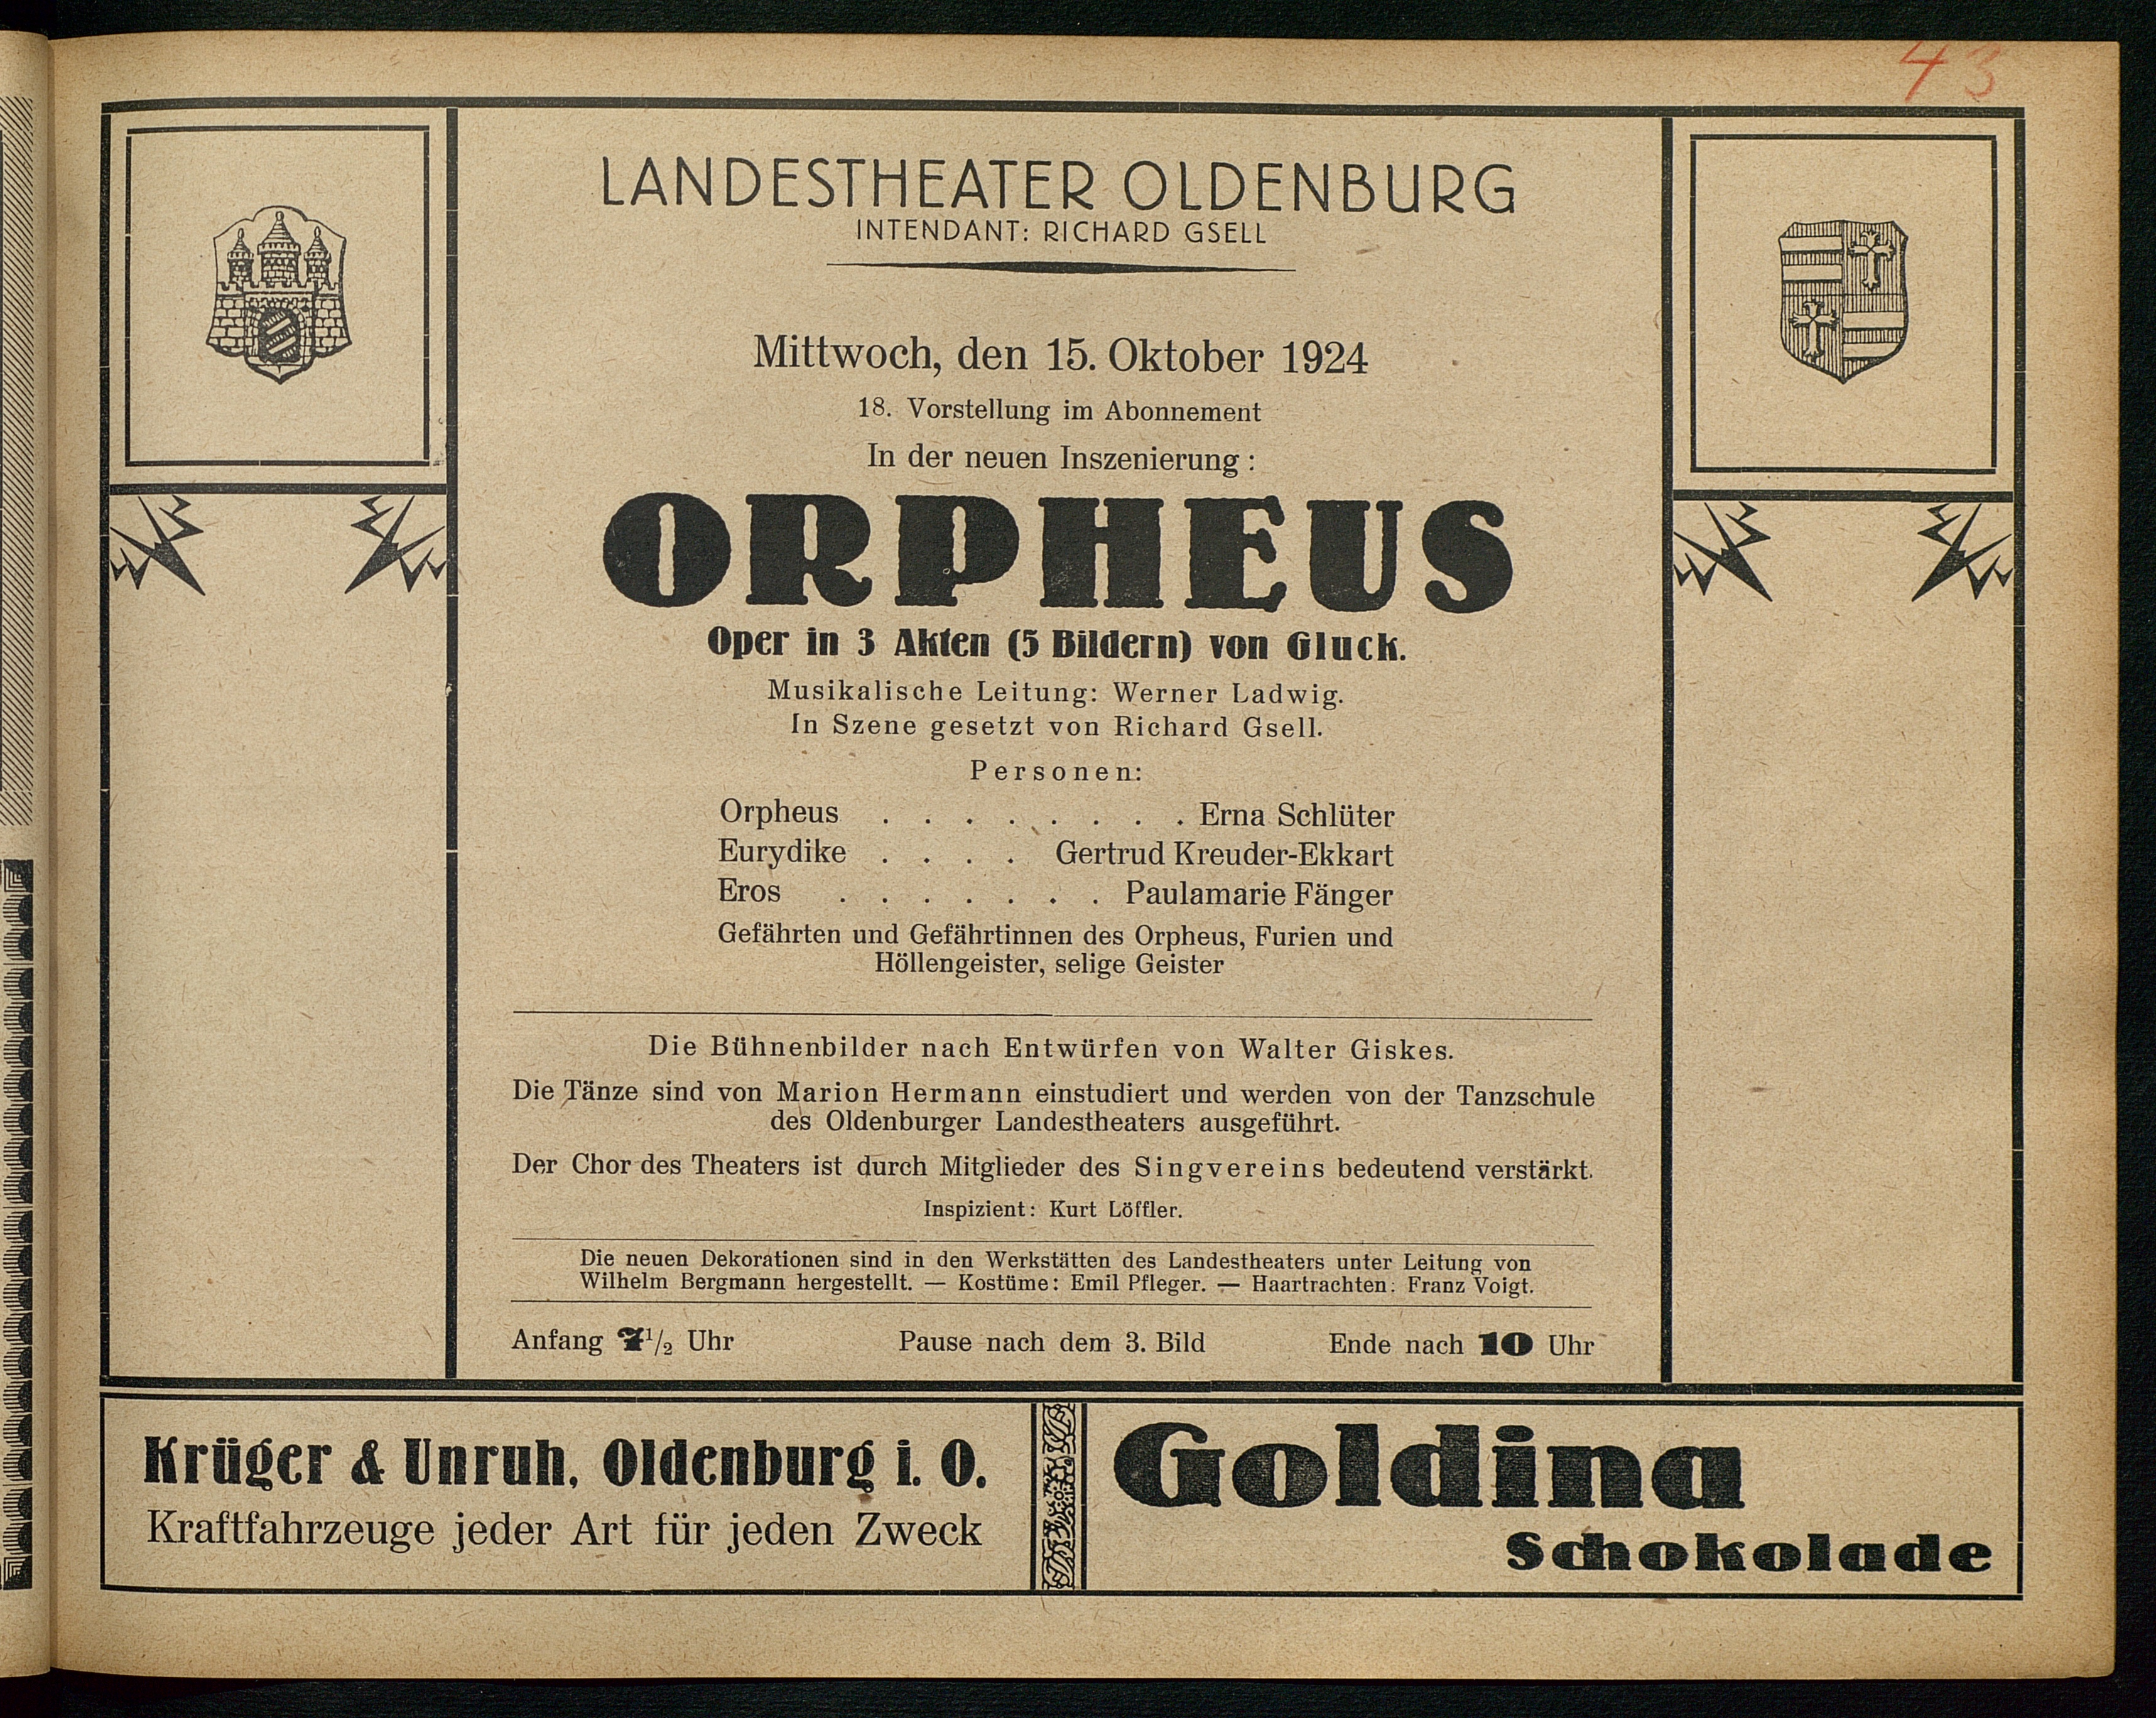 43
LANDESTHEATER OLDENBURG
INTENDANT: RICHARD GSELL
Mittwoch, den 15. Oktober 1924
18. Vorstellung im Abonnement
In der neuen Inszenierung:
ORPHEUS
Oper in 3 Akten (5 Bildern) von Gluck.
Musikalische Leitung: Werner Ladwig.
In Szene gesetzt von Richard Gsell.
Personen:
Orpheus . . . . . . . . Erna Schlüter
Eurydike . . . . Gertrud Kreuder-Ekkart
Eros . . . . . . . Paulamarie Fänger
Gefährten und Gefährtinnen des Orpheus, Furien und
Höllengeister, selige Geister
Die Bühnenbilder nach Entwürfen von Walter Giskes.
Die Tänze sind von Marion Hermann einstudiert und werden von der Tanzschule
des Oldenburger Landestheaters ausgeführt.
Der Chor des Theaters ist durch Mitglieder des Singvereins bedeutend verstärkt.
Inspizient: Kurt Löffler.
Die neuen Dekorationen sind in den Werkstätten des Landestheaters unter Leitung von
Wilhelm Bergmann hergestellt. — Kostüme: Emil Pfleger. — Haartrachten: Franz Voigt.
Anfang 7 1/2 Uhr Pause nach dem 3. Bild Ende nach 10 Uhr
Krüger & Unruh, Oldenburg i. O.
Kraftfahrzeuge jeder Art für jeden Zweck
Goldina
Schokolade